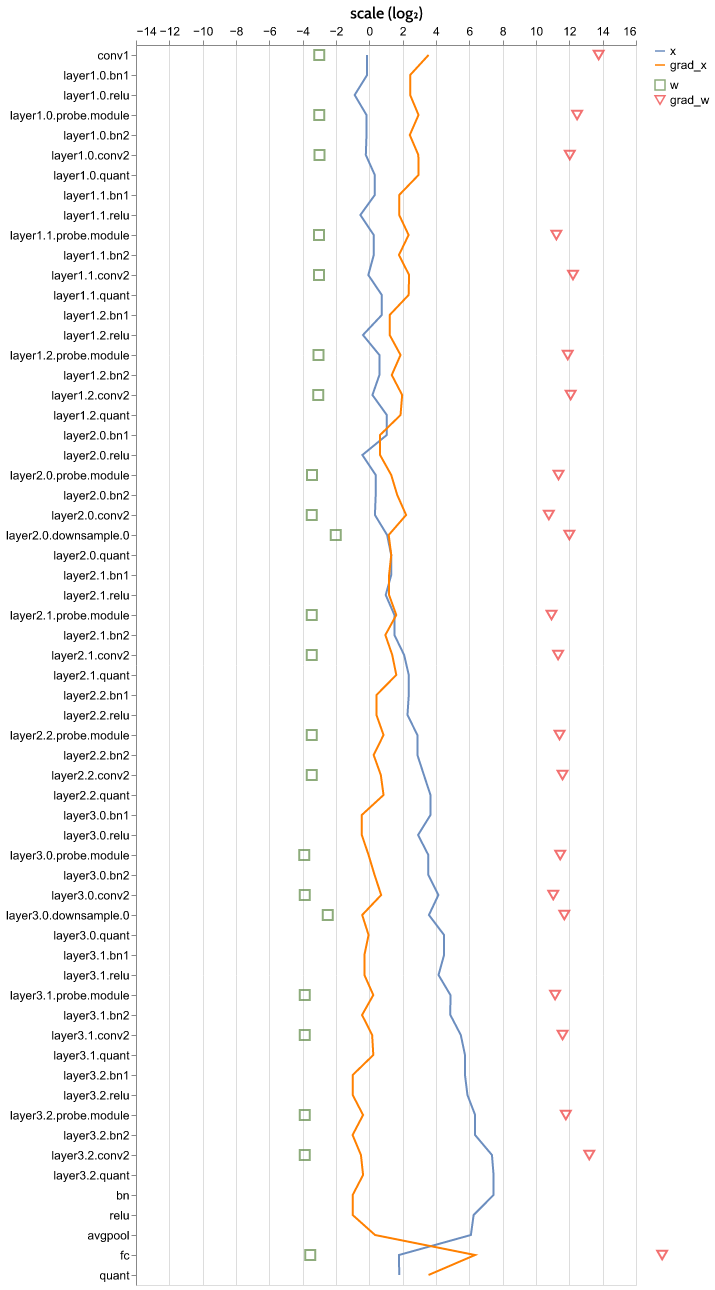 scale (log₂)
−14 −12 −10 −8 −6 −4 −2 0 2 4 6 8 10 12 14 16
x
grad_x
w
grad_w
conv1
layer1.0.bn1
layer1.0.relu
layer1.0.probe.module
layer1.0.bn2
layer1.0.conv2
layer1.0.quant
layer1.1.bn1
layer1.1.relu
layer1.1.probe.module
layer1.1.bn2
layer1.1.conv2
layer1.1.quant
layer1.2.bn1
layer1.2.relu
layer1.2.probe.module
layer1.2.bn2
layer1.2.conv2
layer1.2.quant
layer2.0.bn1
layer2.0.relu
layer2.0.probe.module
layer2.0.bn2
layer2.0.conv2
layer2.0.downsample.0
layer2.0.quant
layer2.1.bn1
layer2.1.relu
layer2.1.probe.module
layer2.1.bn2
layer2.1.conv2
layer2.1.quant
layer2.2.bn1
layer2.2.relu
layer2.2.probe.module
layer2.2.bn2
layer2.2.conv2
layer2.2.quant
layer3.0.bn1
layer3.0.relu
layer3.0.probe.module
layer3.0.bn2
layer3.0.conv2
layer3.0.downsample.0
layer3.0.quant
layer3.1.bn1
layer3.1.relu
layer3.1.probe.module
layer3.1.bn2
layer3.1.conv2
layer3.1.quant
layer3.2.bn1
layer3.2.relu
layer3.2.probe.module
layer3.2.bn2
layer3.2.conv2
layer3.2.quant
bn
relu
avgpool
fc
quant